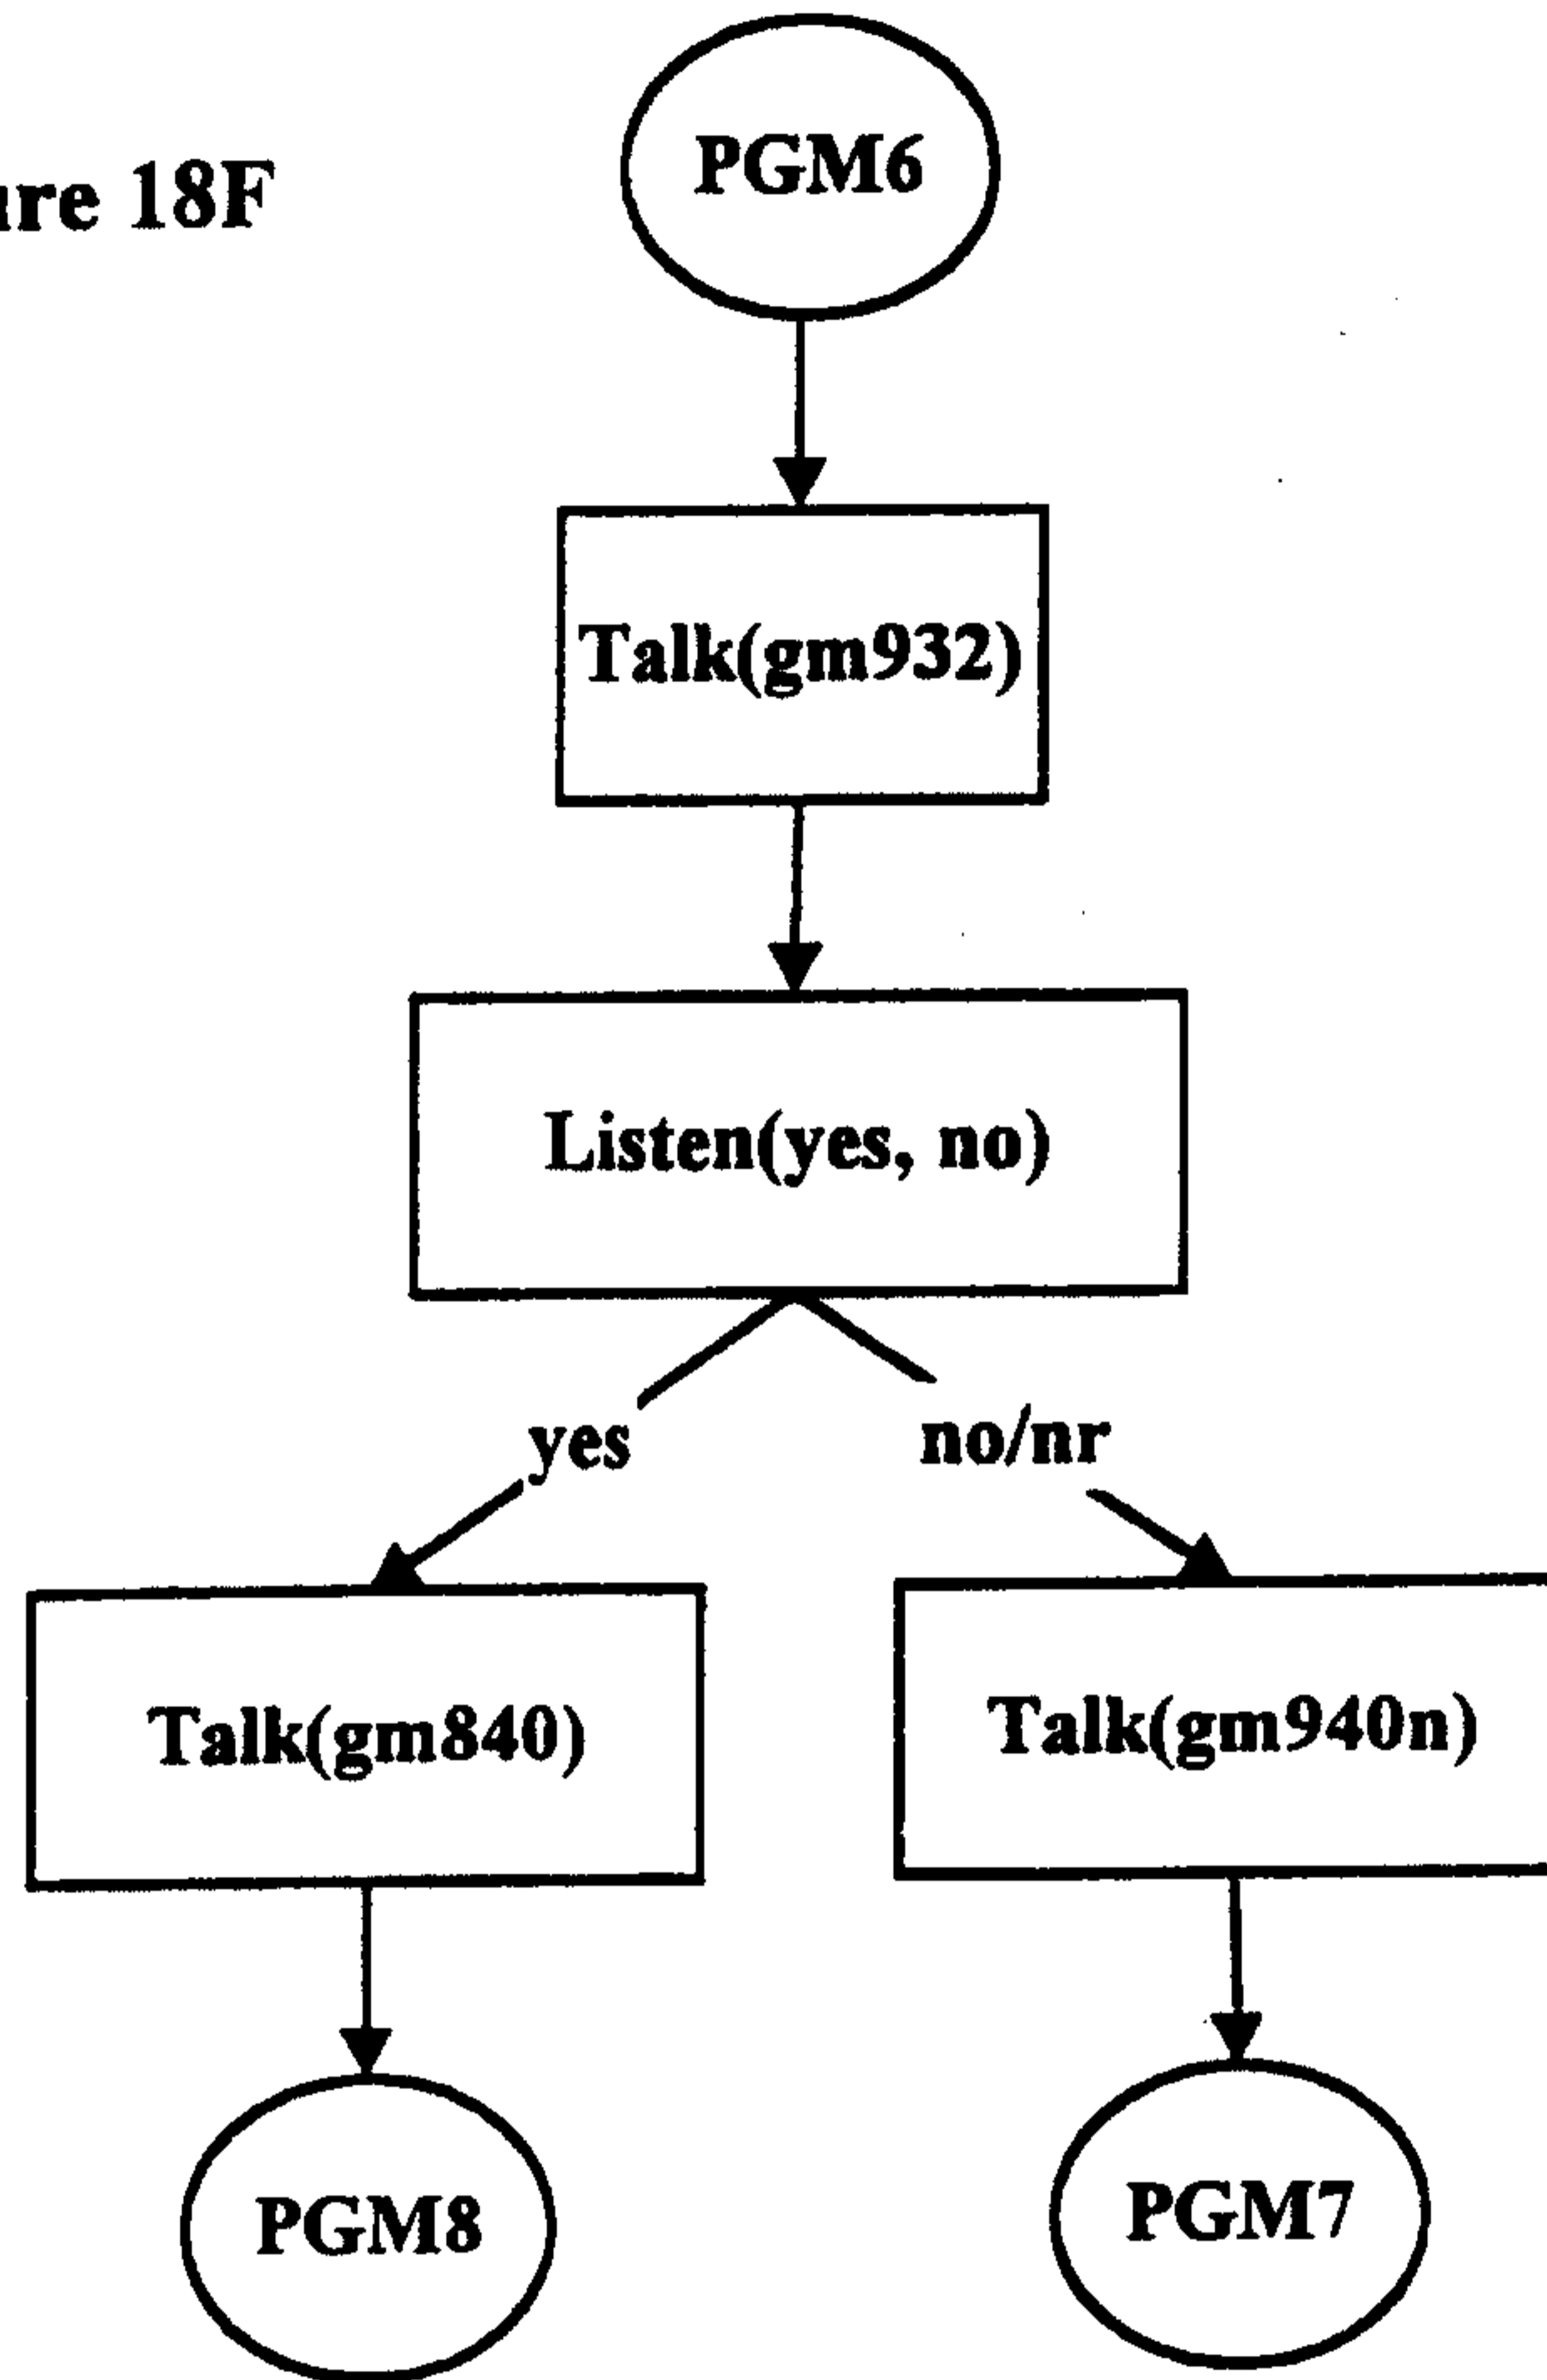 PGM6
ure 18F
Talk(gm932)
Listen(yes, no)
yes
no/nr
Talk(gm840)
Talk(gm940n)
PGM8
PGM7